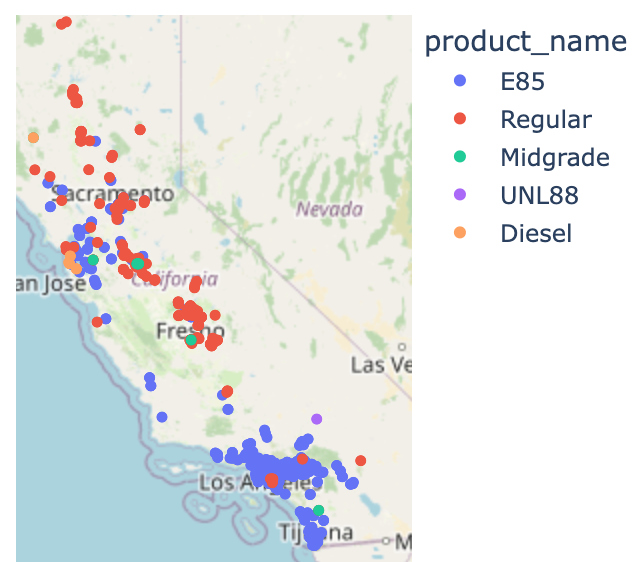 product_name
E85
Regular
Midgrade
UNL88
Diesel
Sacramento
Nevada
an Jose
California
Fresno
Las Ve
Los Angeles
Tijuana
M